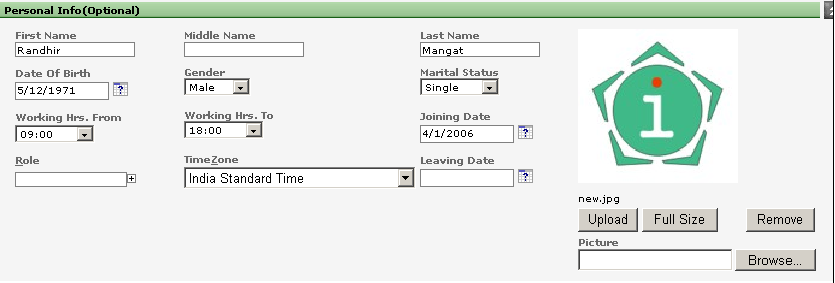 Personal Info(Optional)
First Name Middle Name Last Name
Randhir Mangat
Date Of Birth Gender Marital Status
5/12/1971 Male Single
Working Hrs. From Working Hrs. To Joining Date
09:00 18:00 4/1/2006
Role TimeZone Leaving Date
India Standard Time
i
new.jpg
Upload Full Size Remove
Picture
Browse...